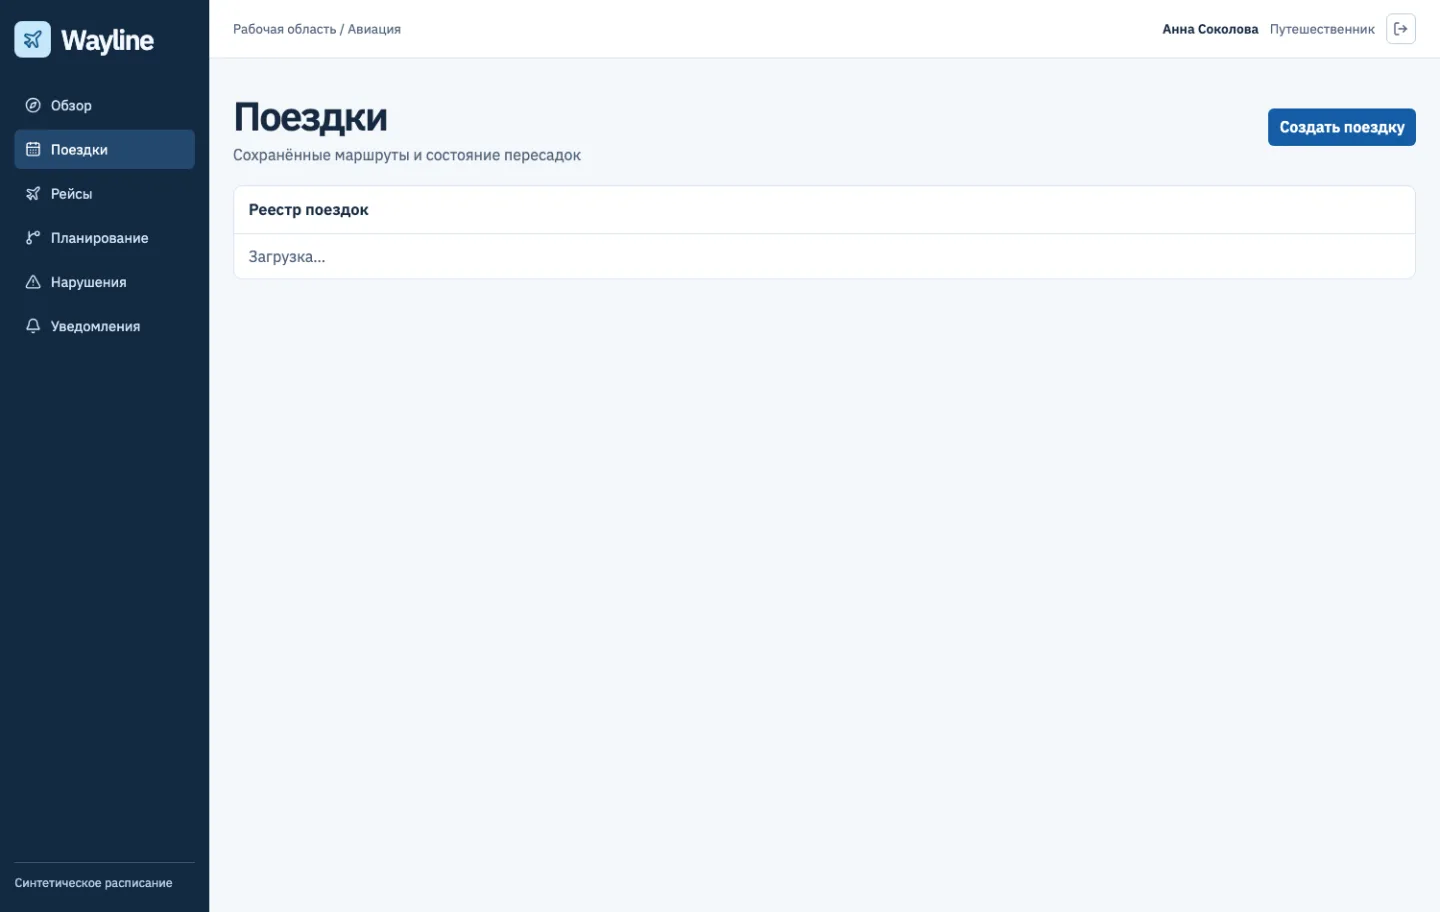 Wayline
Обзор
Поездки
Рейсы
Планирование
Нарушения
Уведомления
Синтетическое расписание
Рабочая область / Авиация
Анна Соколова Путешественник
Поездки
Сохранённые маршруты и состояние пересадок
Создать поездку
Реестр поездок
Загрузка...